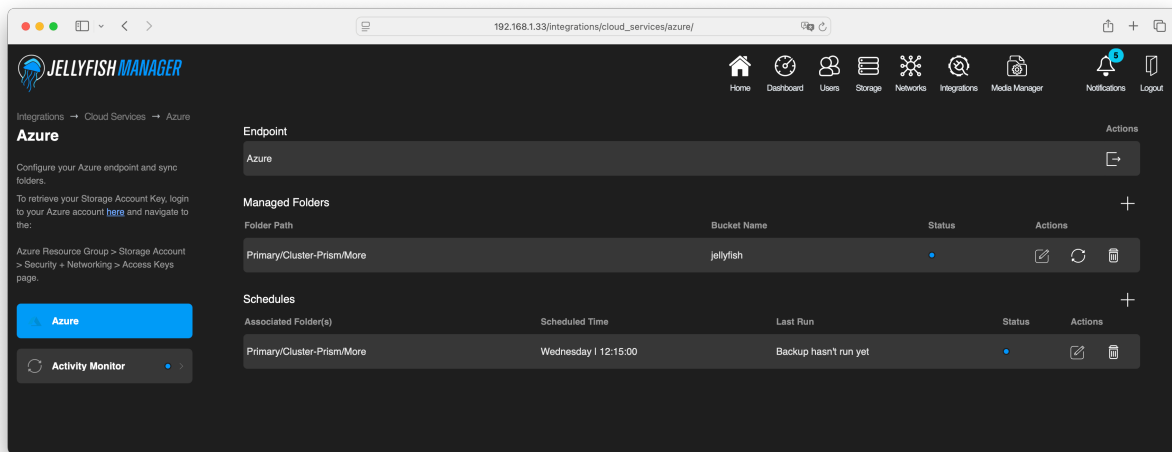 192.168.1.33/integrations/cloud_services/azure/
JELLYFISH MANAGER
Home
Dashboard
Users
Storage
Networks
Integrations
Media Manager
5
Notifications
Logout
Integrations → Cloud Services → Azure
Azure
Configure your Azure endpoint and sync
folders.
To retrieve your Storage Account Key, login
to your Azure account here and navigate to
the:
Azure Resource Group > Storage Account
> Security + Networking > Access Keys
page.
Azure
Activity Monitor
Endpoint
Actions
Azure
Managed Folders
Folder Path Bucket Name Status Actions
Primary/Cluster-Prism/More jellyfish
Schedules
Associated Folder(s) Scheduled Time Last Run Status Actions
Primary/Cluster-Prism/More Wednesday | 12:15:00 Backup hasn't run yet